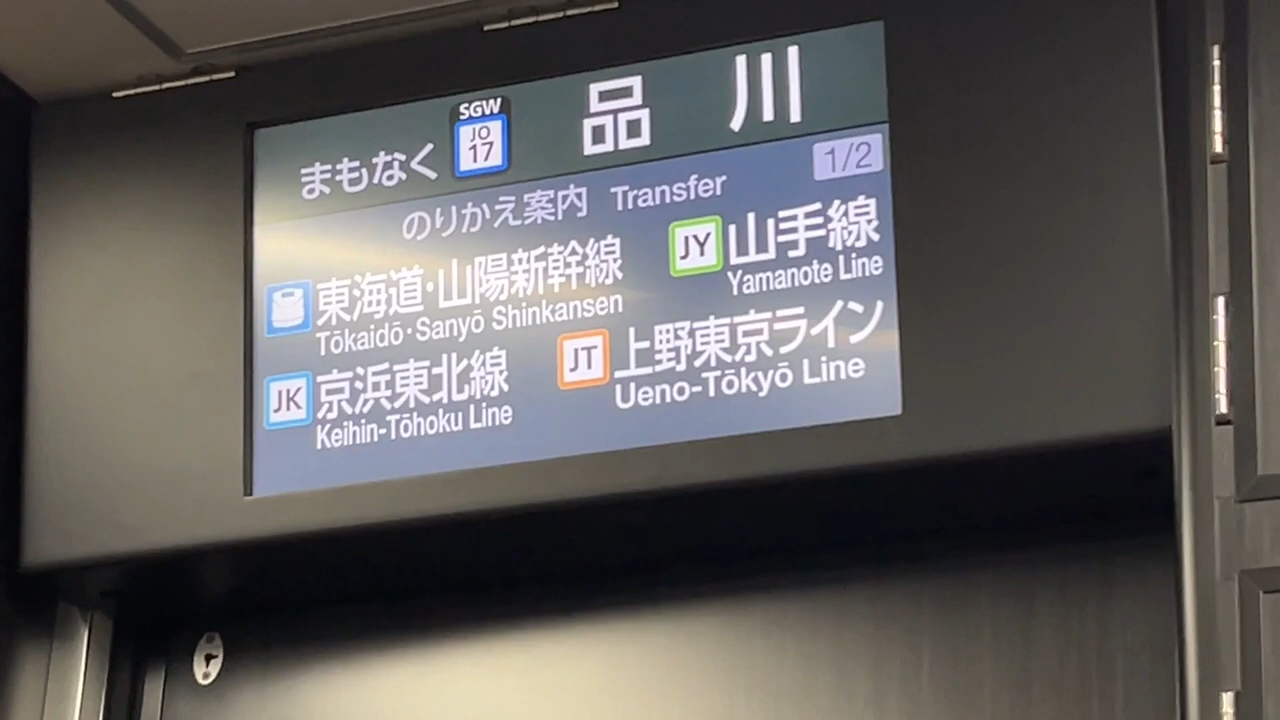 まもなく SGW JO 17 品川
のりかえ案内 Transfer 1/2
東海道・山陽新幹線
Tōkaidō・Sanyō Shinkansen
JY 山手線
Yamanote Line
JK 京浜東北線
Keihin-Tōhoku Line
JT 上野東京ライン
Ueno-Tōkyō Line